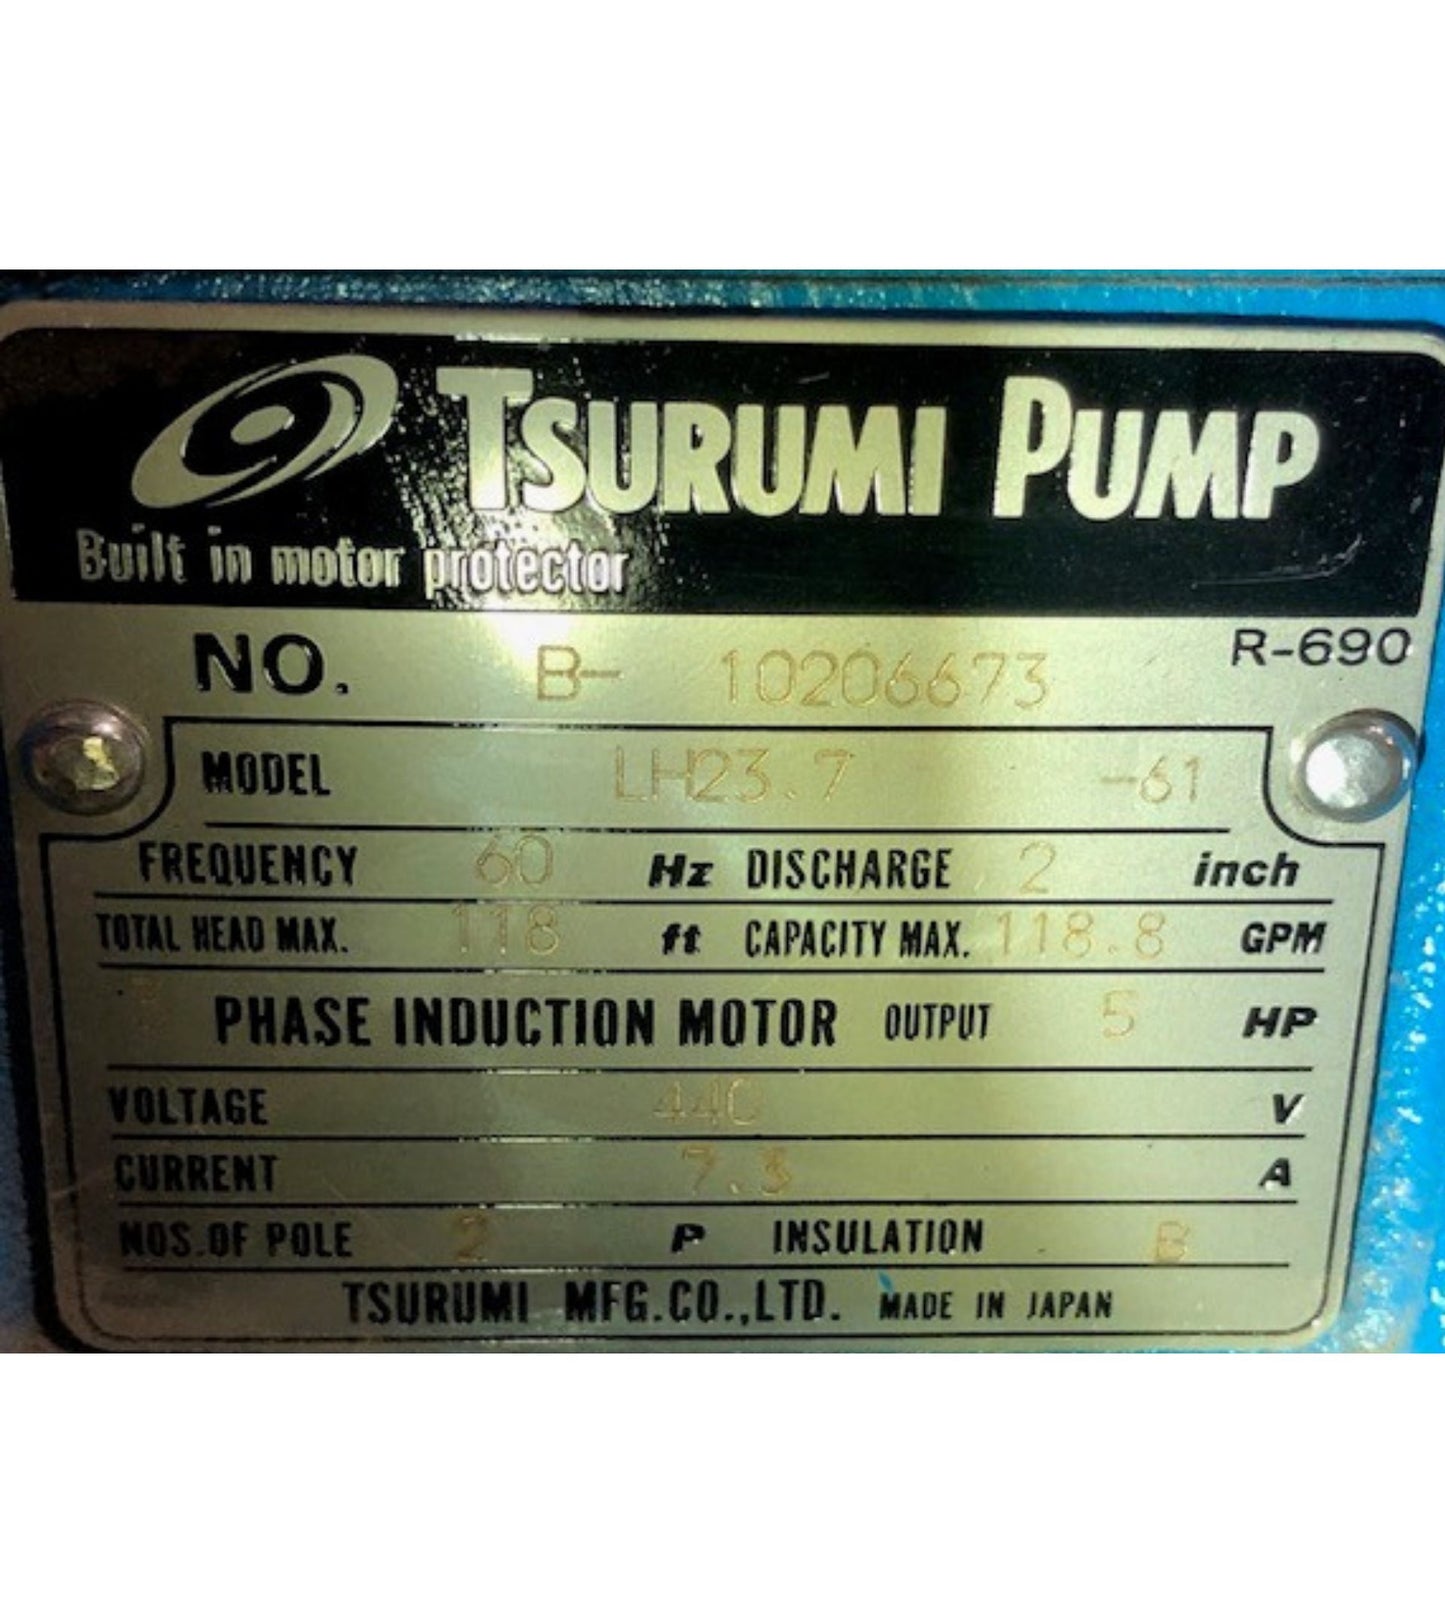 TSURUMI PUMP
Built in motor protector
R-690
NO. B- 10206673
MODEL LH23.7 -61
FREQUENCY 60 Hz DISCHARGE 2 inch
TOTAL HEAD MAX. 118 ft CAPACITY MAX. 118.8 GPM
PHASE INDUCTION MOTOR OUTPUT 5 HP
VOLTAGE 440 V
CURRENT 7.3 A
NOS.OF POLE 2 P INSULATION B
TSURUMI MFG.CO.,LTD. MADE IN JAPAN